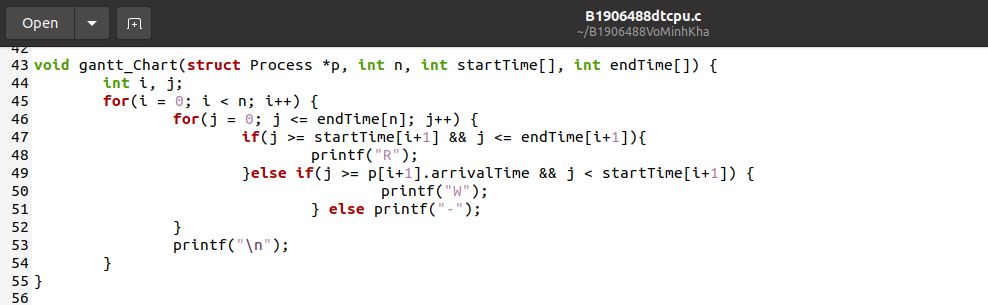 Open
B1906488dtcpu.c
~/B1906488VoMinhKha
42
43 void gantt_Chart(struct Process *p, int n, int startTime[], int endTime[]) {
44         int i, j;
45         for(i = 0; i < n; i++) {
46                 for(j = 0; j <= endTime[n]; j++) {
47                         if(j >= startTime[i+1] && j <= endTime[i+1]){
48                                 printf("R");
49                         }else if(j >= p[i+1].arrivalTime && j < startTime[i+1]) {
50                                         printf("W");
51                                 } else printf("-");
52                 }
53                 printf("\n");
54         }
55 }
56